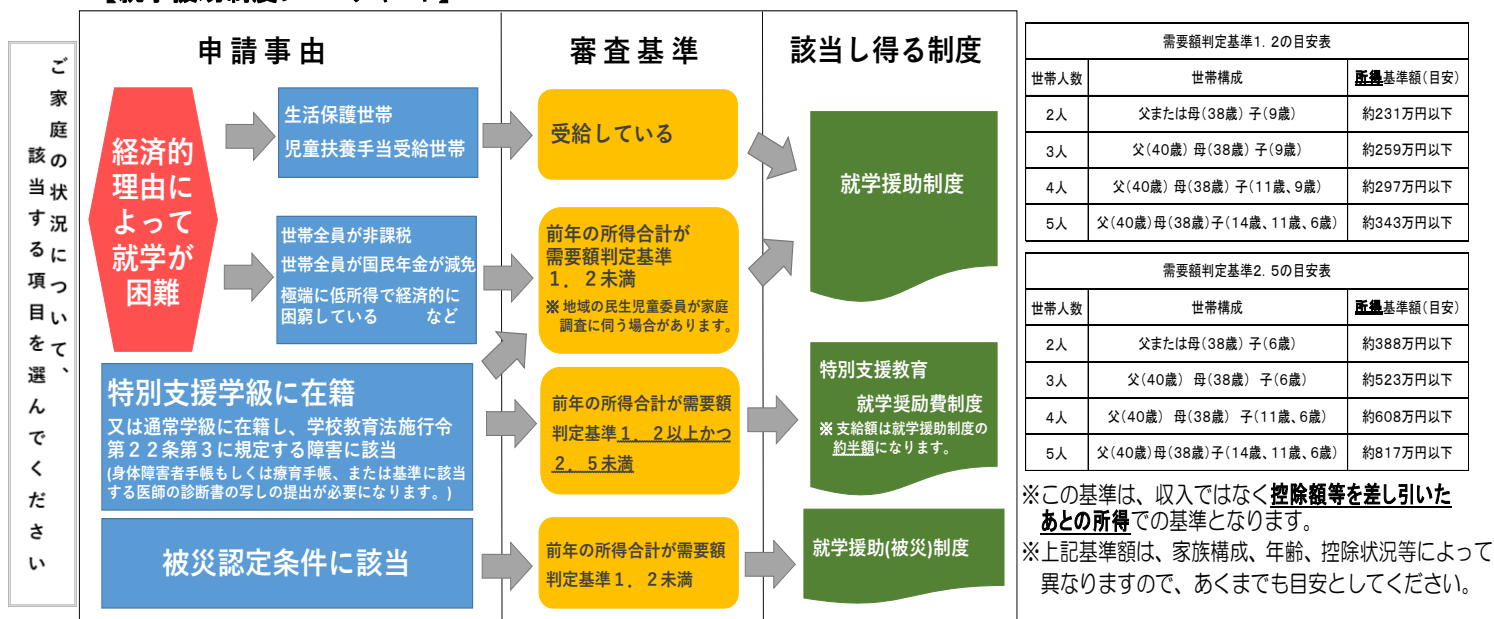 ご家庭の状況について、
該当する項目を選んでください
申請事由
審査基準
該当し得る制度
経済的
理由に
よって
就学が
困難
生活保護世帯
児童扶養手当受給世帯
受給している
就学援助制度
世帯全員が非課税
世帯全員が国民年金が減免
極端に低所得で経済的に
困窮している　　など
前年の所得合計が
需要額判定基準
１．２未満
※地域の民生児童委員が家庭
調査に伺う場合があります。
特別支援学級に在籍
又は通常学級に在籍し、学校教育法施行令
第２２条第３に規定する障害に該当
(身体障害者手帳もしくは療育手帳、または基準に該当
する医師の診断書の写しの提出が必要になります。)
前年の所得合計が需要額
判定基準１．２以上かつ
２．５未満
特別支援教育
就学奨励費制度
※支給額は就学援助制度の
約半額になります。
被災認定条件に該当
前年の所得合計が需要額
判定基準１．２未満
就学援助(被災)制度
需要額判定基準1．2の目安表
世帯人数　世帯構成　所得基準額(目安)
2人　父または母(38歳) 子(9歳)　約231万円以下
3人　父(40歳) 母(38歳) 子(9歳)　約259万円以下
4人　父(40歳) 母(38歳) 子(11歳、9歳)　約297万円以下
5人　父(40歳)母(38歳)子(14歳、11歳、6歳)　約343万円以下
需要額判定基準2．5の目安表
世帯人数　世帯構成　所得基準額(目安)
2人　父または母(38歳) 子(6歳)　約388万円以下
3人　父(40歳) 母(38歳) 子(6歳)　約523万円以下
4人　父(40歳) 母(38歳) 子(11歳、6歳)　約608万円以下
5人　父(40歳)母(38歳)子(14歳、11歳、6歳)　約817万円以下
※この基準は、収入ではなく控除額等を差し引いた
あとの所得での基準となります。
※上記基準額は、家族構成、年齢、控除状況等によって
異なりますので、あくまでも目安としてください。